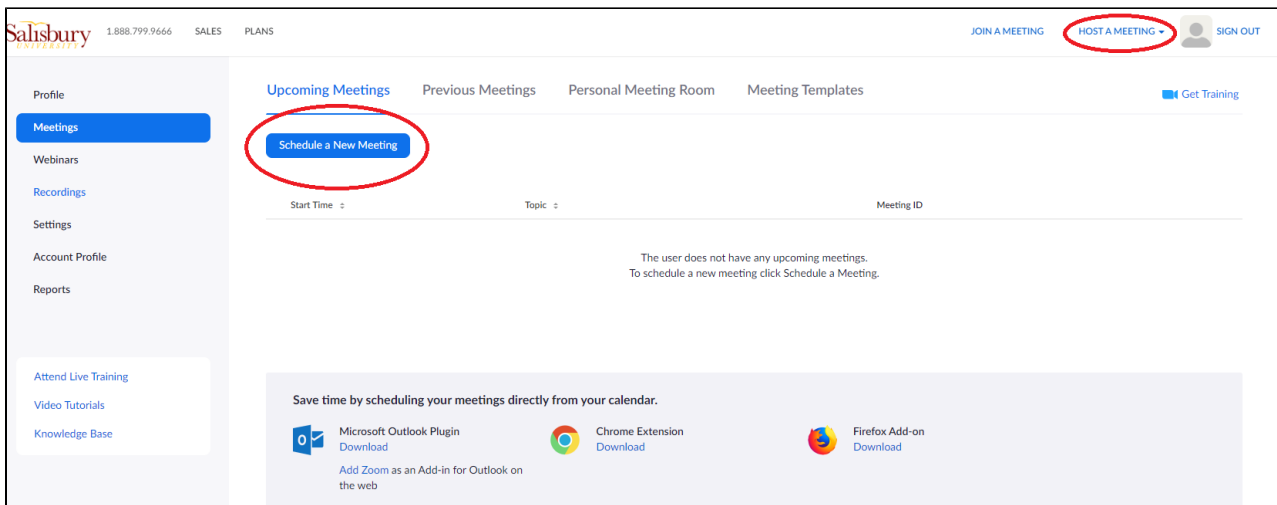 Salisbury
UNIVERSITY
1.888.799.9666 SALES PLANS
JOIN A MEETING HOST A MEETING SIGN OUT
Profile
Meetings
Webinars
Recordings
Settings
Account Profile
Reports
Attend Live Training
Video Tutorials
Knowledge Base
Upcoming Meetings Previous Meetings Personal Meeting Room Meeting Templates
Get Training
Schedule a New Meeting
Start Time Topic Meeting ID
The user does not have any upcoming meetings.
To schedule a new meeting click Schedule a Meeting.
Save time by scheduling your meetings directly from your calendar.
Microsoft Outlook Plugin
Download
Add Zoom as an Add-in for Outlook on
the web
Chrome Extension
Download
Firefox Add-on
Download